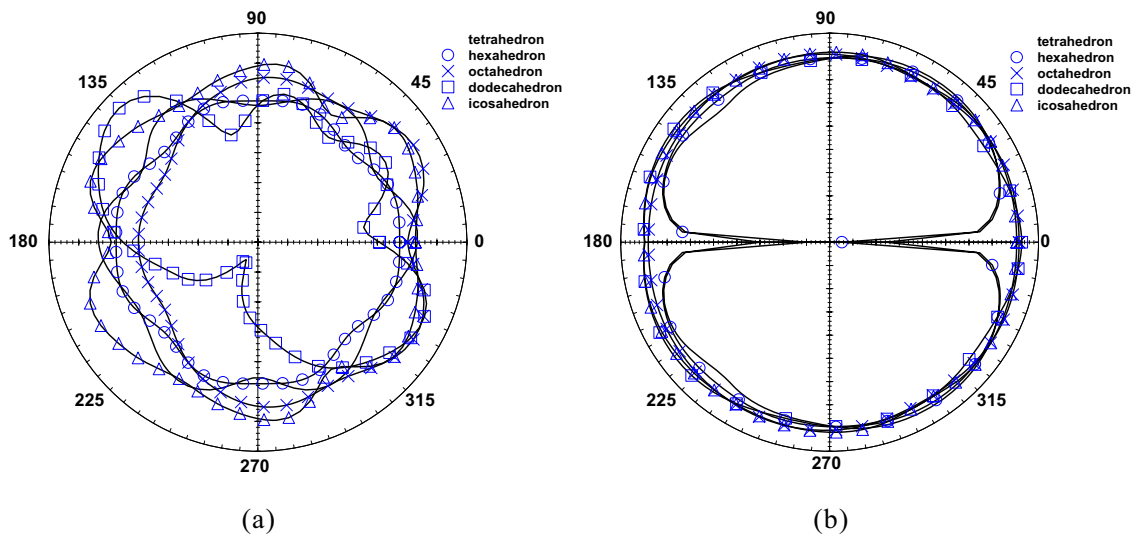 90
135
45
180
0
225
315
270
tetrahedron
hexahedron
octahedron
dodecahedron
icosahedron
(a)
90
135
45
180
0
225
315
270
tetrahedron
hexahedron
octahedron
dodecahedron
icosahedron
(b)